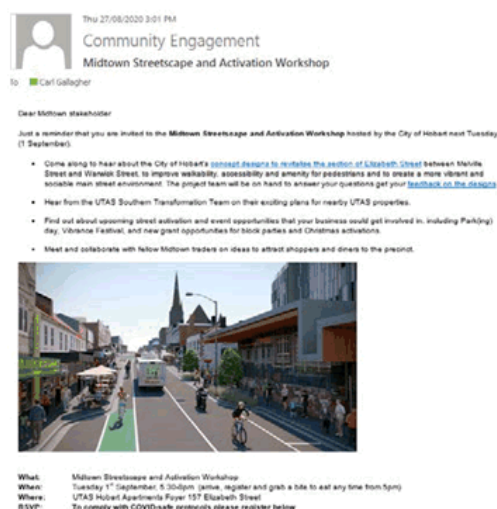 Thu 27/08/2020 3:01 PM
Community Engagement
Midtown Streetscape and Activation Workshop
To Carl Gallagher
Dear Midtown stakeholder
Just a reminder that you are invited to the Midtown Streetscape and Activation Workshop hosted by the City of Hobart next Tuesday
(1 September).
• Come along to hear about the City of Hobart's concept designs to revitalise the section of Elizabeth Street between Melville
Street and Warwick Street, to improve walkability, accessibility and amenity for pedestrians and to create a more vibrant and
sociable main street environment. The project team will be on hand to answer your questions get your feedback on the designs
• Hear from the UTAS Southern Transformation Team on their exciting plans for nearby UTAS properties.
• Find out about upcoming street activation and event opportunities that your business could get involved in, including Park(ing)
day, Vibrance Festival, and new grant opportunities for block parties and Christmas activations.
• Meet and collaborate with fellow Midtown traders on ideas to attract shoppers and diners to the precinct.
What: Midtown Streetscape and Activation Workshop
When: Tuesday 1st September, 5.30-8pm (arrive, register and grab a bite to eat any time from 5pm)
Where: UTAS Hobart Apartments Foyer 157 Elizabeth Street
RSVP: To comply with COVID-safe protocols please register below